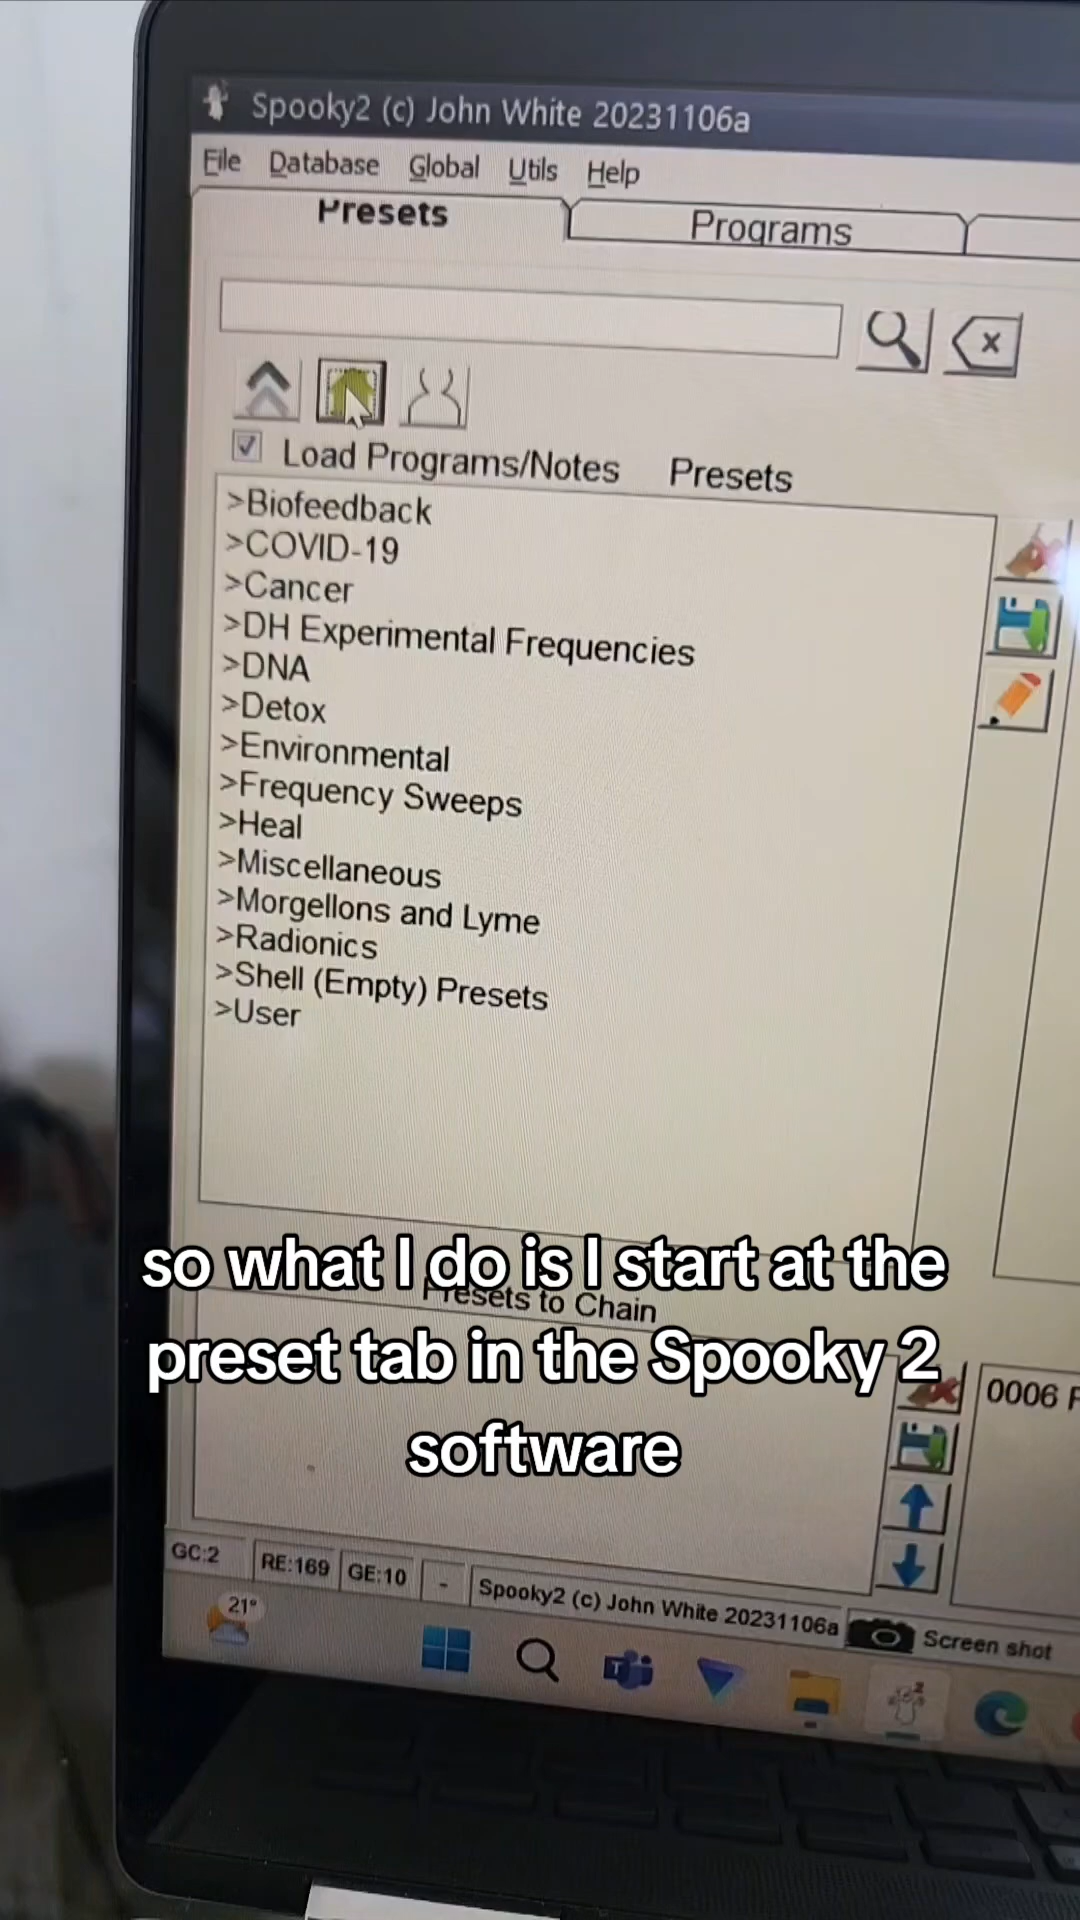 Spooky2 (c) John White 20231106a
File Database Global Utils Help
Presets Programs
Load Programs/Notes Presets
>Biofeedback
>COVID-19
>Cancer
>DH Experimental Frequencies
>DNA
>Detox
>Environmental
>Frequency Sweeps
>Heal
>Miscellaneous
>Morgellons and Lyme
>Radionics
>Shell (Empty) Presets
>User
so what I do is I start at the
Presets to Chain
preset tab in the Spooky 2
0006
software
GC:2 RE:169 GE:10 - Spooky2 (c) John White 20231106a Screen shot
21°